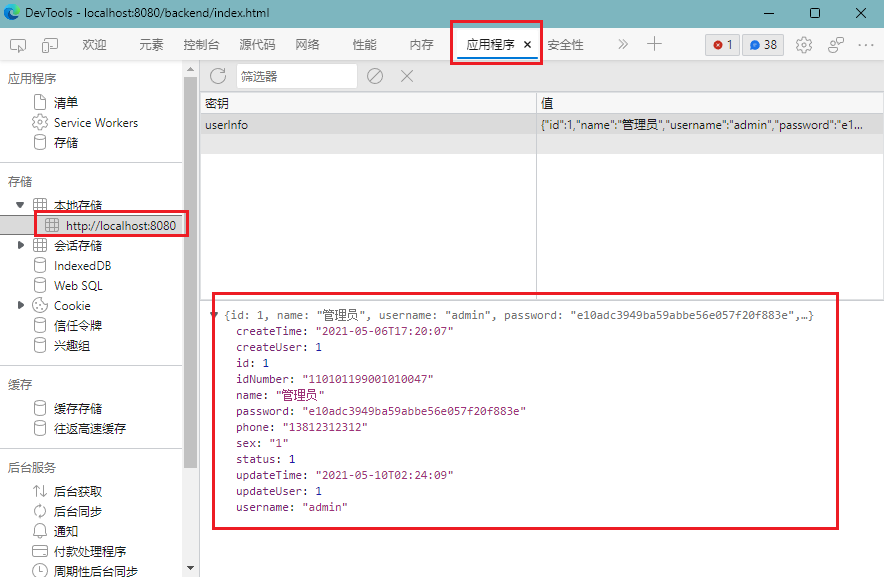 DevTools - localhost:8080/backend/index.html
欢迎 元素 控制台 源代码 网络 性能 内存 应用程序 × 安全性 1 38
应用程序
清单
Service Workers
存储
存储
本地存储
http://localhost:8080
会话存储
IndexedDB
Web SQL
Cookie
信任令牌
兴趣组
缓存
缓存存储
往返高速缓存
后台服务
后台获取
后台同步
通知
付款处理程序
周期性后台同步
筛选器
密钥 值
userInfo {"id":1,"name":"管理员","username":"admin","password":"e1...
{id: 1, name: "管理员", username: "admin", password: "e10adc3949ba59abbe56e057f20f883e",…}
createTime: "2021-05-06T17:20:07"
createUser: 1
id: 1
idNumber: "110101199001010047"
name: "管理员"
password: "e10adc3949ba59abbe56e057f20f883e"
phone: "13812312312"
sex: "1"
status: 1
updateTime: "2021-05-10T02:24:09"
updateUser: 1
username: "admin"